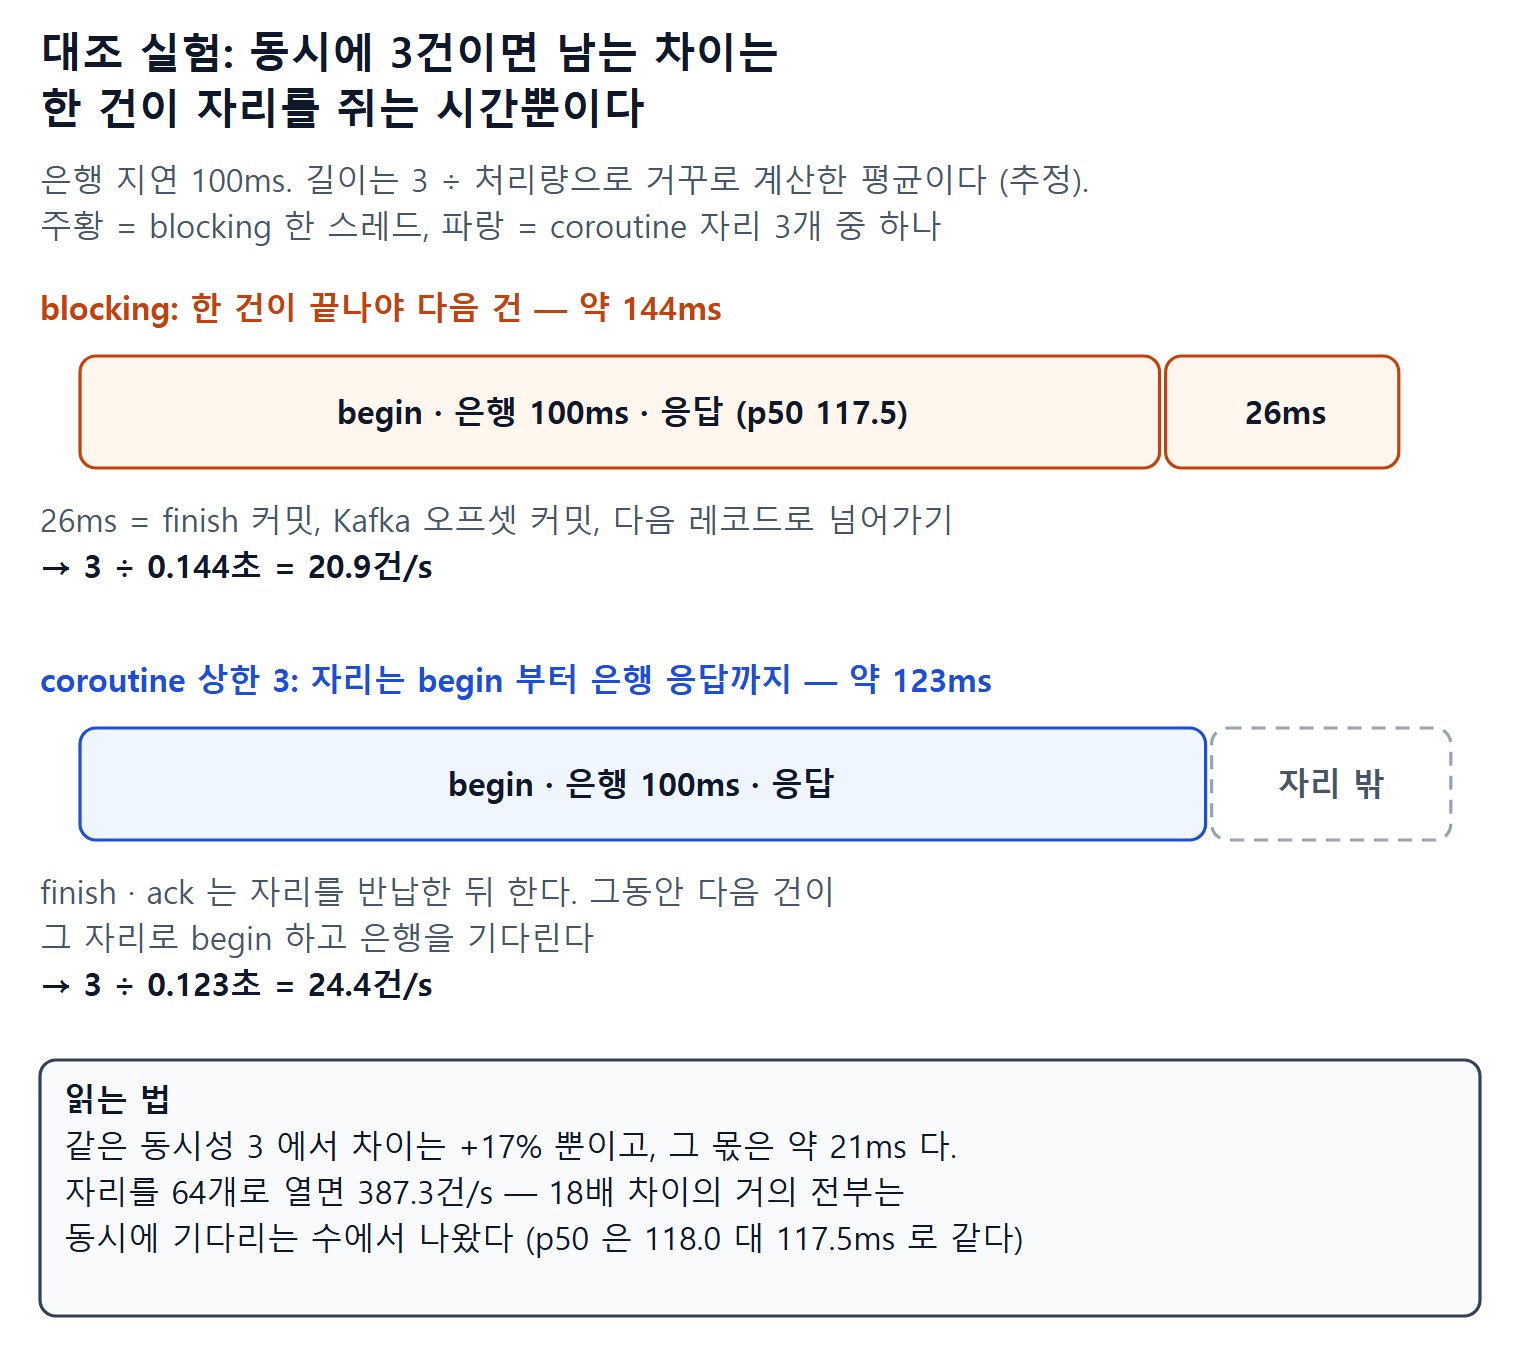 대조 실험: 동시에 3건이면 남는 차이는
한 건이 자리를 쥐는 시간뿐이다
은행 지연 100ms. 길이는 3 ÷ 처리량으로 거꾸로 계산한 평균이다 (추정).
주황 = blocking 한 스레드, 파랑 = coroutine 자리 3개 중 하나
blocking: 한 건이 끝나야 다음 건 — 약 144ms
begin · 은행 100ms · 응답 (p50 117.5)
26ms
26ms = finish 커밋, Kafka 오프셋 커밋, 다음 레코드로 넘어가기
→ 3 ÷ 0.144초 = 20.9건/s
coroutine 상한 3: 자리는 begin 부터 은행 응답까지 — 약 123ms
begin · 은행 100ms · 응답
자리 밖
finish · ack 는 자리를 반납한 뒤 한다. 그동안 다음 건이
그 자리로 begin 하고 은행을 기다린다
→ 3 ÷ 0.123초 = 24.4건/s
읽는 법
같은 동시성 3 에서 차이는 +17% 뿐이고, 그 몫은 약 21ms 다.
자리를 64개로 열면 387.3건/s — 18배 차이의 거의 전부는
동시에 기다리는 수에서 나왔다 (p50 은 118.0 대 117.5ms 로 같다)